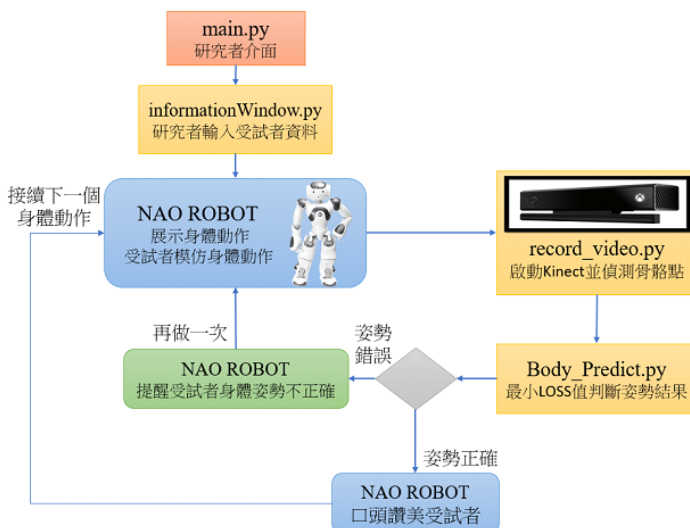 main.py
研究者介面
informationWindow.py
研究者輸入受試者資料
接續下一個
身體動作
NAO ROBOT
展示身體動作
受試者模仿身體動作
record_video.py
啟動Kinect並偵測骨骼點
再做一次
姿勢
錯誤
NAO ROBOT
提醒受試者身體姿勢不正確
Body_Predict.py
最小LOSS值判斷姿勢結果
姿勢正確
NAO ROBOT
口頭讚美受試者